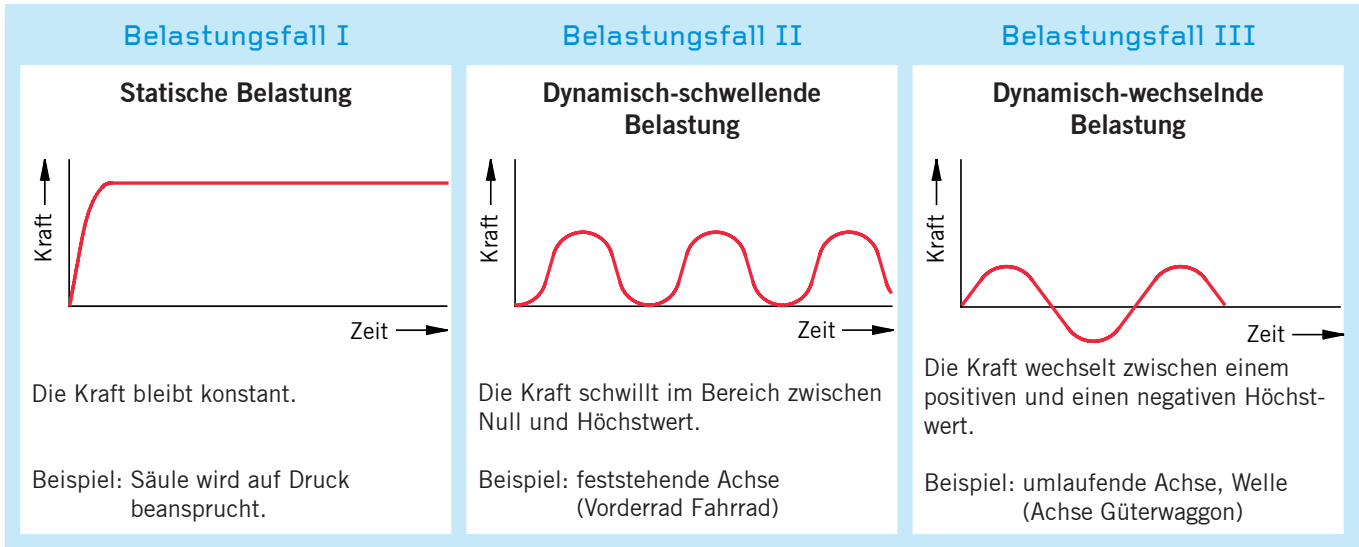 Belastungsfall I
Statische Belastung
Kraft
Zeit
Die Kraft bleibt konstant.
Beispiel: Säule wird auf Druck
beansprucht.
Belastungsfall II
Dynamisch-schwellende
Belastung
Kraft
Zeit
Die Kraft schwillt im Bereich zwischen
Null und Höchstwert.
Beispiel: feststehende Achse
(Vorderrad Fahrrad)
Belastungsfall III
Dynamisch-wechselnde
Belastung
Kraft
Zeit
Die Kraft wechselt zwischen einem
positiven und einen negativen Höchst-
wert.
Beispiel: umlaufende Achse, Welle
(Achse Güterwaggon)